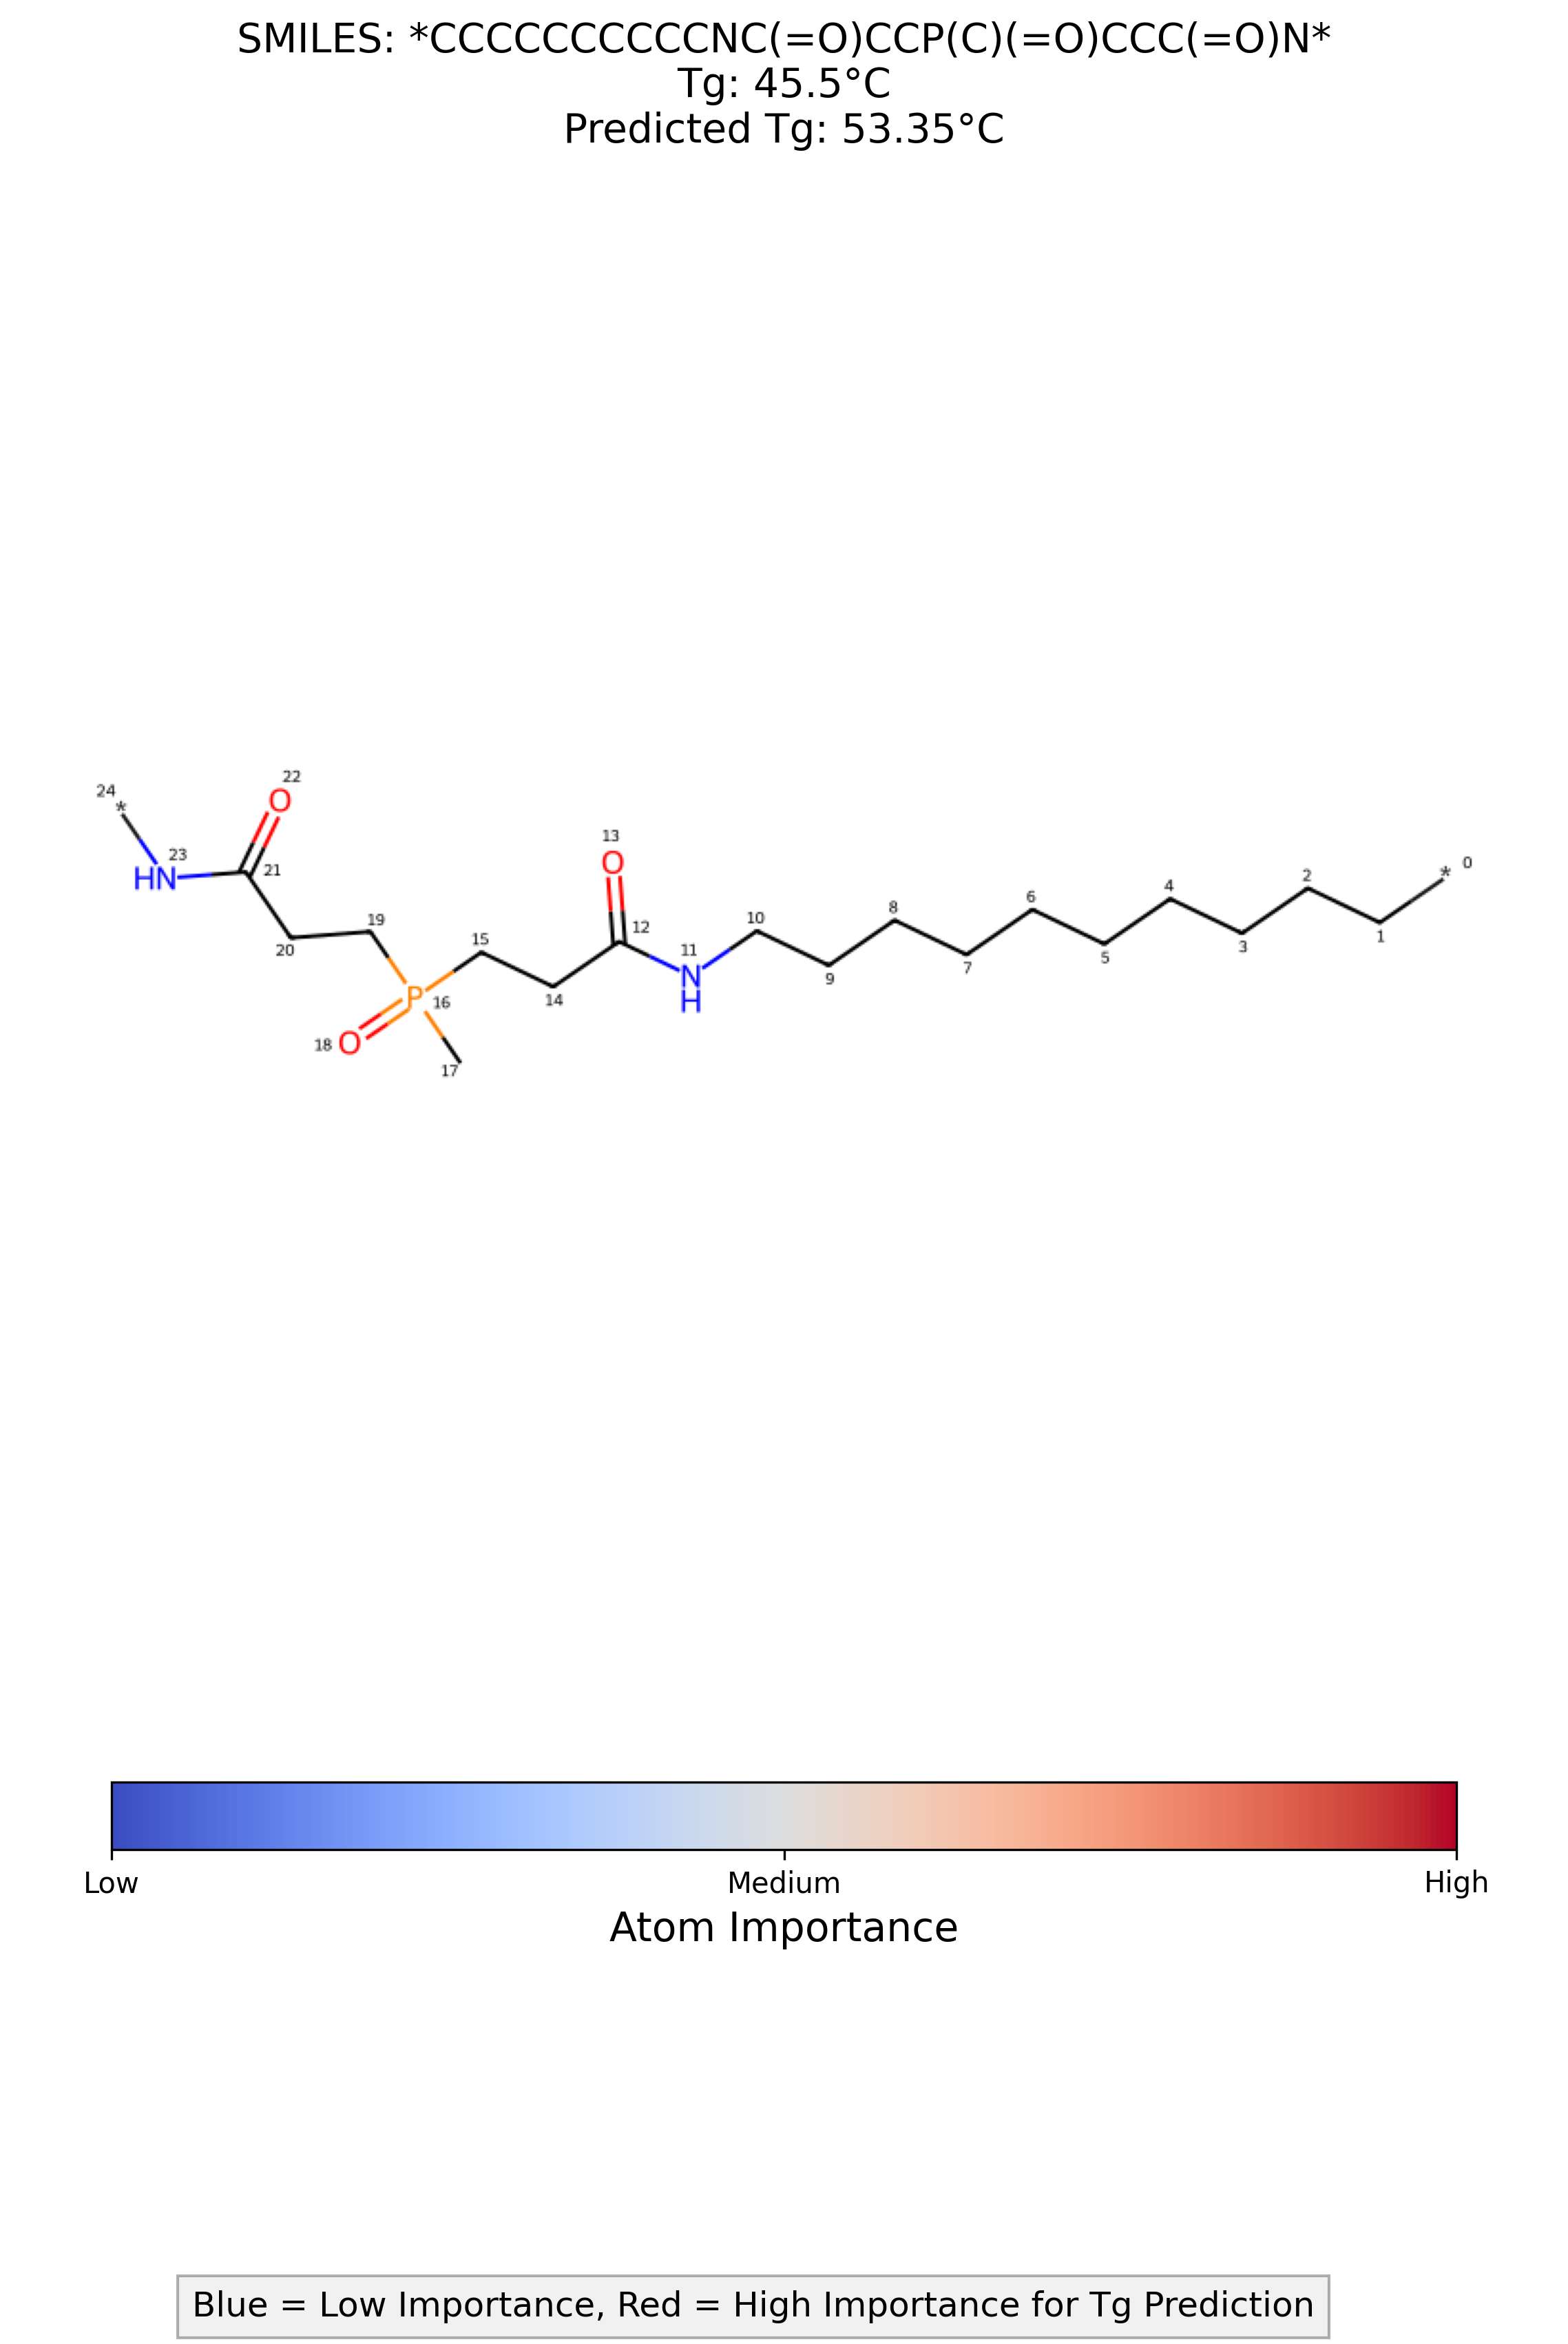 SMILES: *CCCCCCCCCCNC(=O)CCP(C)(=O)CCC(=O)N*
Tg: 45.5°C
Predicted Tg: 53.35°C
22
24
*
O
13
23
HN
21
O
0
*
2
4
6
8
10
12
19
15
20
11
N
H
1
3
5
7
9
14
P
16
18
O
17
Low
Medium
High
Atom Importance
Blue = Low Importance, Red = High Importance for Tg Prediction